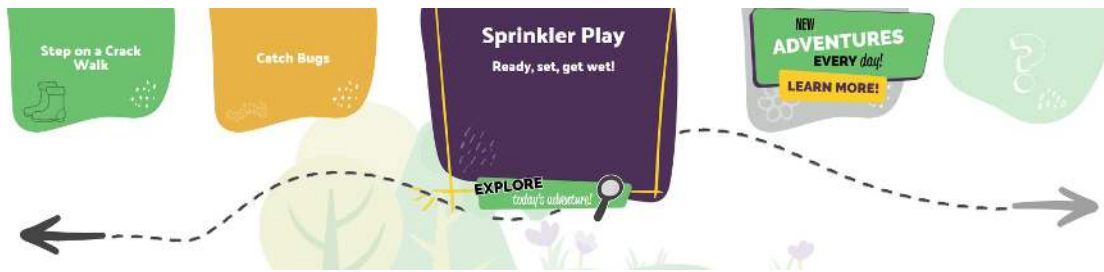 Step on a Crack
Walk
Catch Bugs
Sprinkler Play
Ready, set, get wet!
EXPLORE
today's adventure!
NEW
ADVENTURES
EVERY day!
LEARN MORE!
?